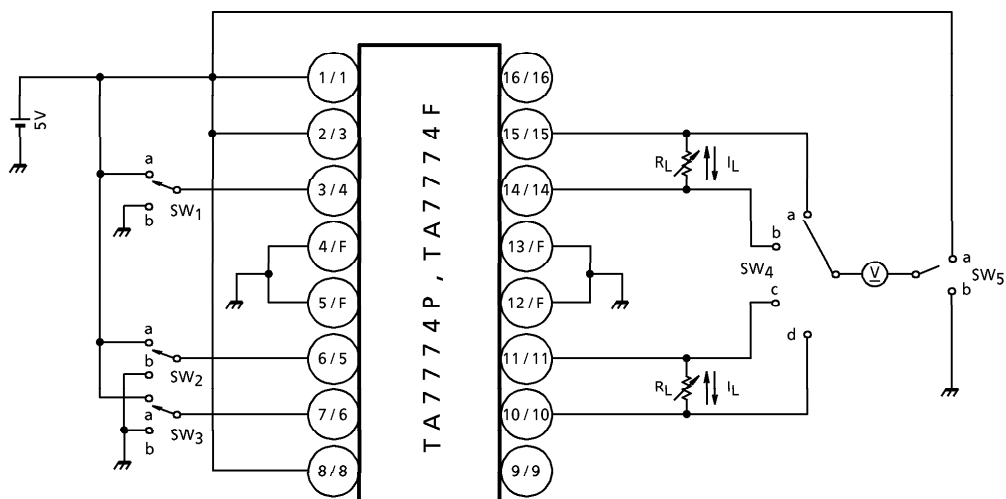 5V
a
b
SW1
a
b
SW2
a
b
SW3
1 / 1
2 / 3
3 / 4
4 / F
5 / F
6 / 5
7 / 6
8 / 8
TA7774P, TA7774F
16 / 16
15 / 15
14 / 14
13 / F
12 / F
11 / 11
10 / 10
9 / 9
RL
IL
RL
IL
a
b
SW4
c
d
V
a
SW5
b